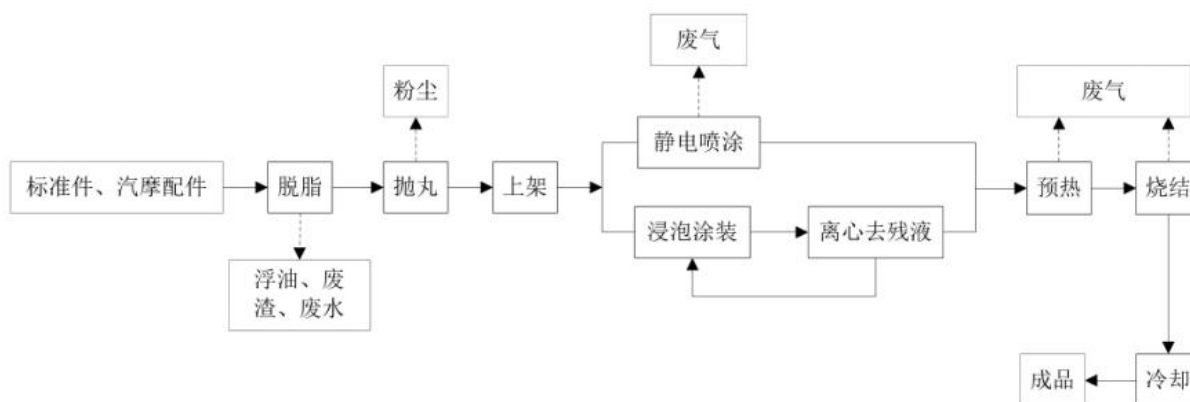 废气
粉尘
废气
静电喷涂
标准件、汽摩配件
脱脂
抛丸
上架
预热
烧结
浸泡涂装
离心去残液
浮油、废
渣、废水
成品
冷却